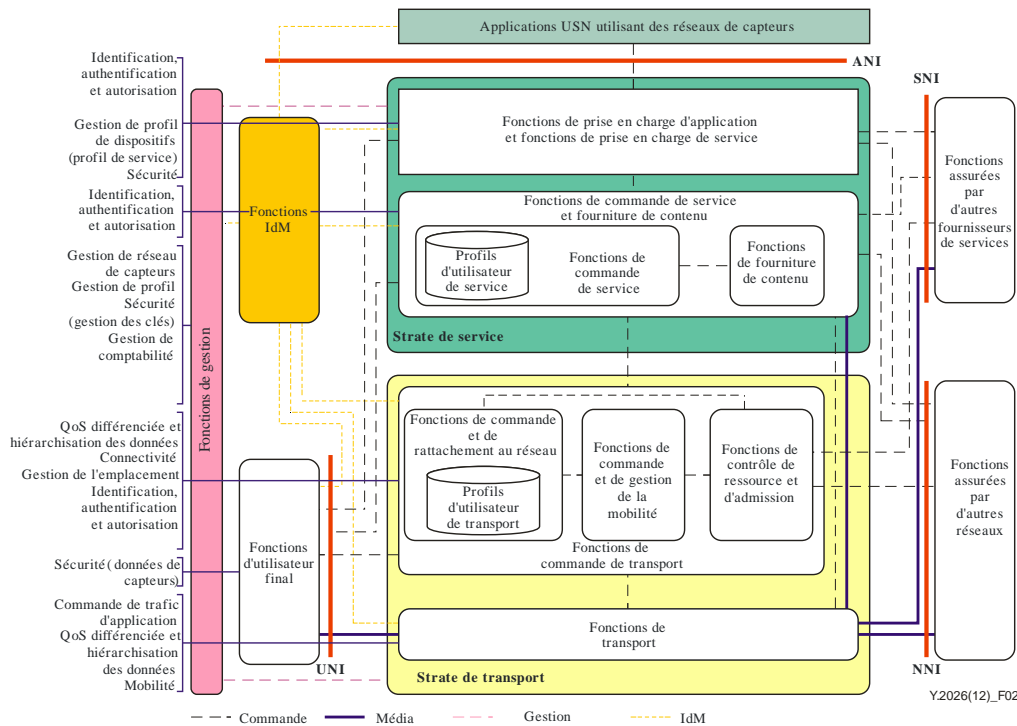 Applications USN utilisant des réseaux de capteurs
ANI
SNI
Identification,
authentification
et autorisation
Gestion de profil
de dispositifs
(profil de service)
Sécurité
Identification,
authentification
et autorisation
Gestion de réseau
de capteurs
Gestion de profil
Sécurité
(gestion des clés)
Gestion de
comptabilité
QoS différenciée et
hiérarchisation des données
Connectivité
Gestion de l'emplacement
Identification,
authentification
et autorisation
Sécurité( données de
capteurs)
Commande de trafic
d'application
QoS différenciée et
hiérarchisation
des données
Mobilité
Fonctions de gestion
Fonctions
IdM
Fonctions
d'utilisateur
final
UNI
Fonctions de prise en charge d'application
et fonctions de prise en charge de service
Fonctions de commande de service
et fourniture de contenu
Profils
d'utilisateur
de service
Fonctions de
commande
de service
Fonctions
de fourniture
de contenu
Strate de service
Fonctions de commande
et de
rattachement au réseau
Profils
d'utilisateur
de transport
Fonctions de
commande
et de gestion
de la
mobilité
Fonctions de
contrôle de
ressource et
d'admission
Fonctions de
commande de transport
Fonctions de
transport
Strate de transport
Fonctions
assurées
par
d'autres
fournisseurs
de services
Fonctions
assurées
par
d'autres
réseaux
NNI
Y.2026(12)_F02
Commande
Média
Gestion
IdM